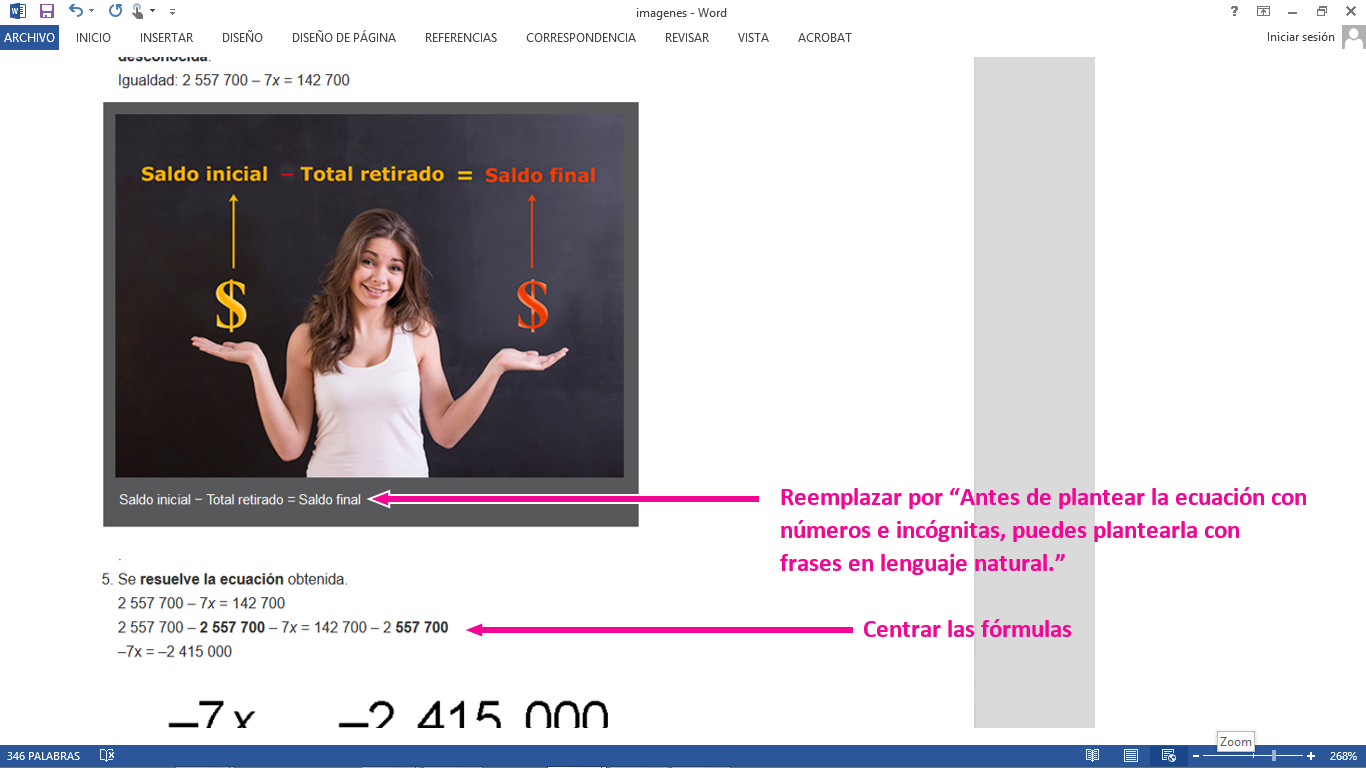 imagenes - Word
ARCHIVO INICIO INSERTAR DISEÑO DISEÑO DE PÁGINA REFERENCIAS CORRESPONDENCIA REVISAR VISTA ACROBAT Iniciar sesión
desconocida.
Igualdad: 2 557 700 – 7x = 142 700
Saldo inicial – Total retirado = Saldo final
$ $
Saldo inicial − Total retirado = Saldo final
Reemplazar por “Antes de plantear la ecuación con
números e incógnitas, puedes plantearla con
frases en lenguaje natural.”
.
5. Se resuelve la ecuación obtenida.
2 557 700 – 7x = 142 700
2 557 700 – 2 557 700 – 7x = 142 700 – 2 557 700
Centrar las fórmulas
–7x = –2 415 000
–7x –2 415 000
Zoom
346 PALABRAS 268%